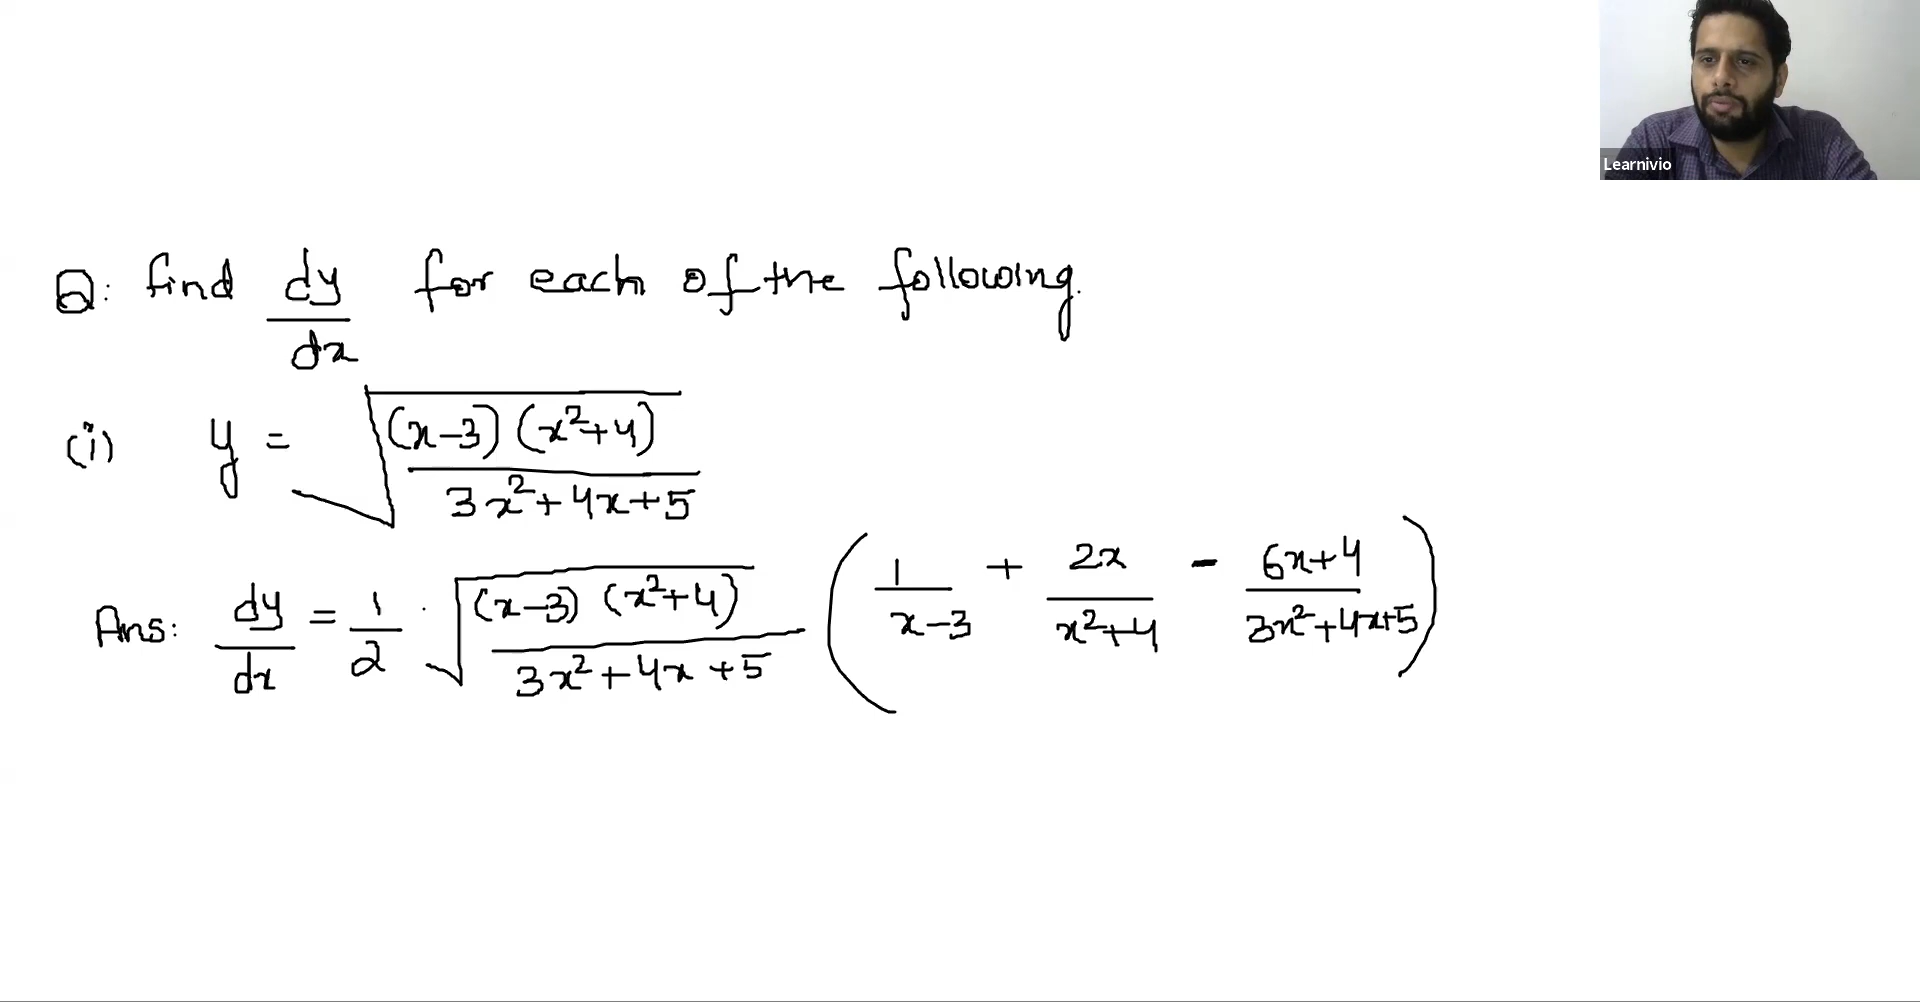 Learnivio
Q: find dy/dx for each of the following.
(i) y = √((x-3)(x²+4)/(3x²+4x+5))
Ans: dy/dx = 1/2 · √((x-3)(x²+4)/(3x²+4x+5)) (1/(x-3) + 2x/(x²+4) - (6x+4)/(3x²+4x+5))